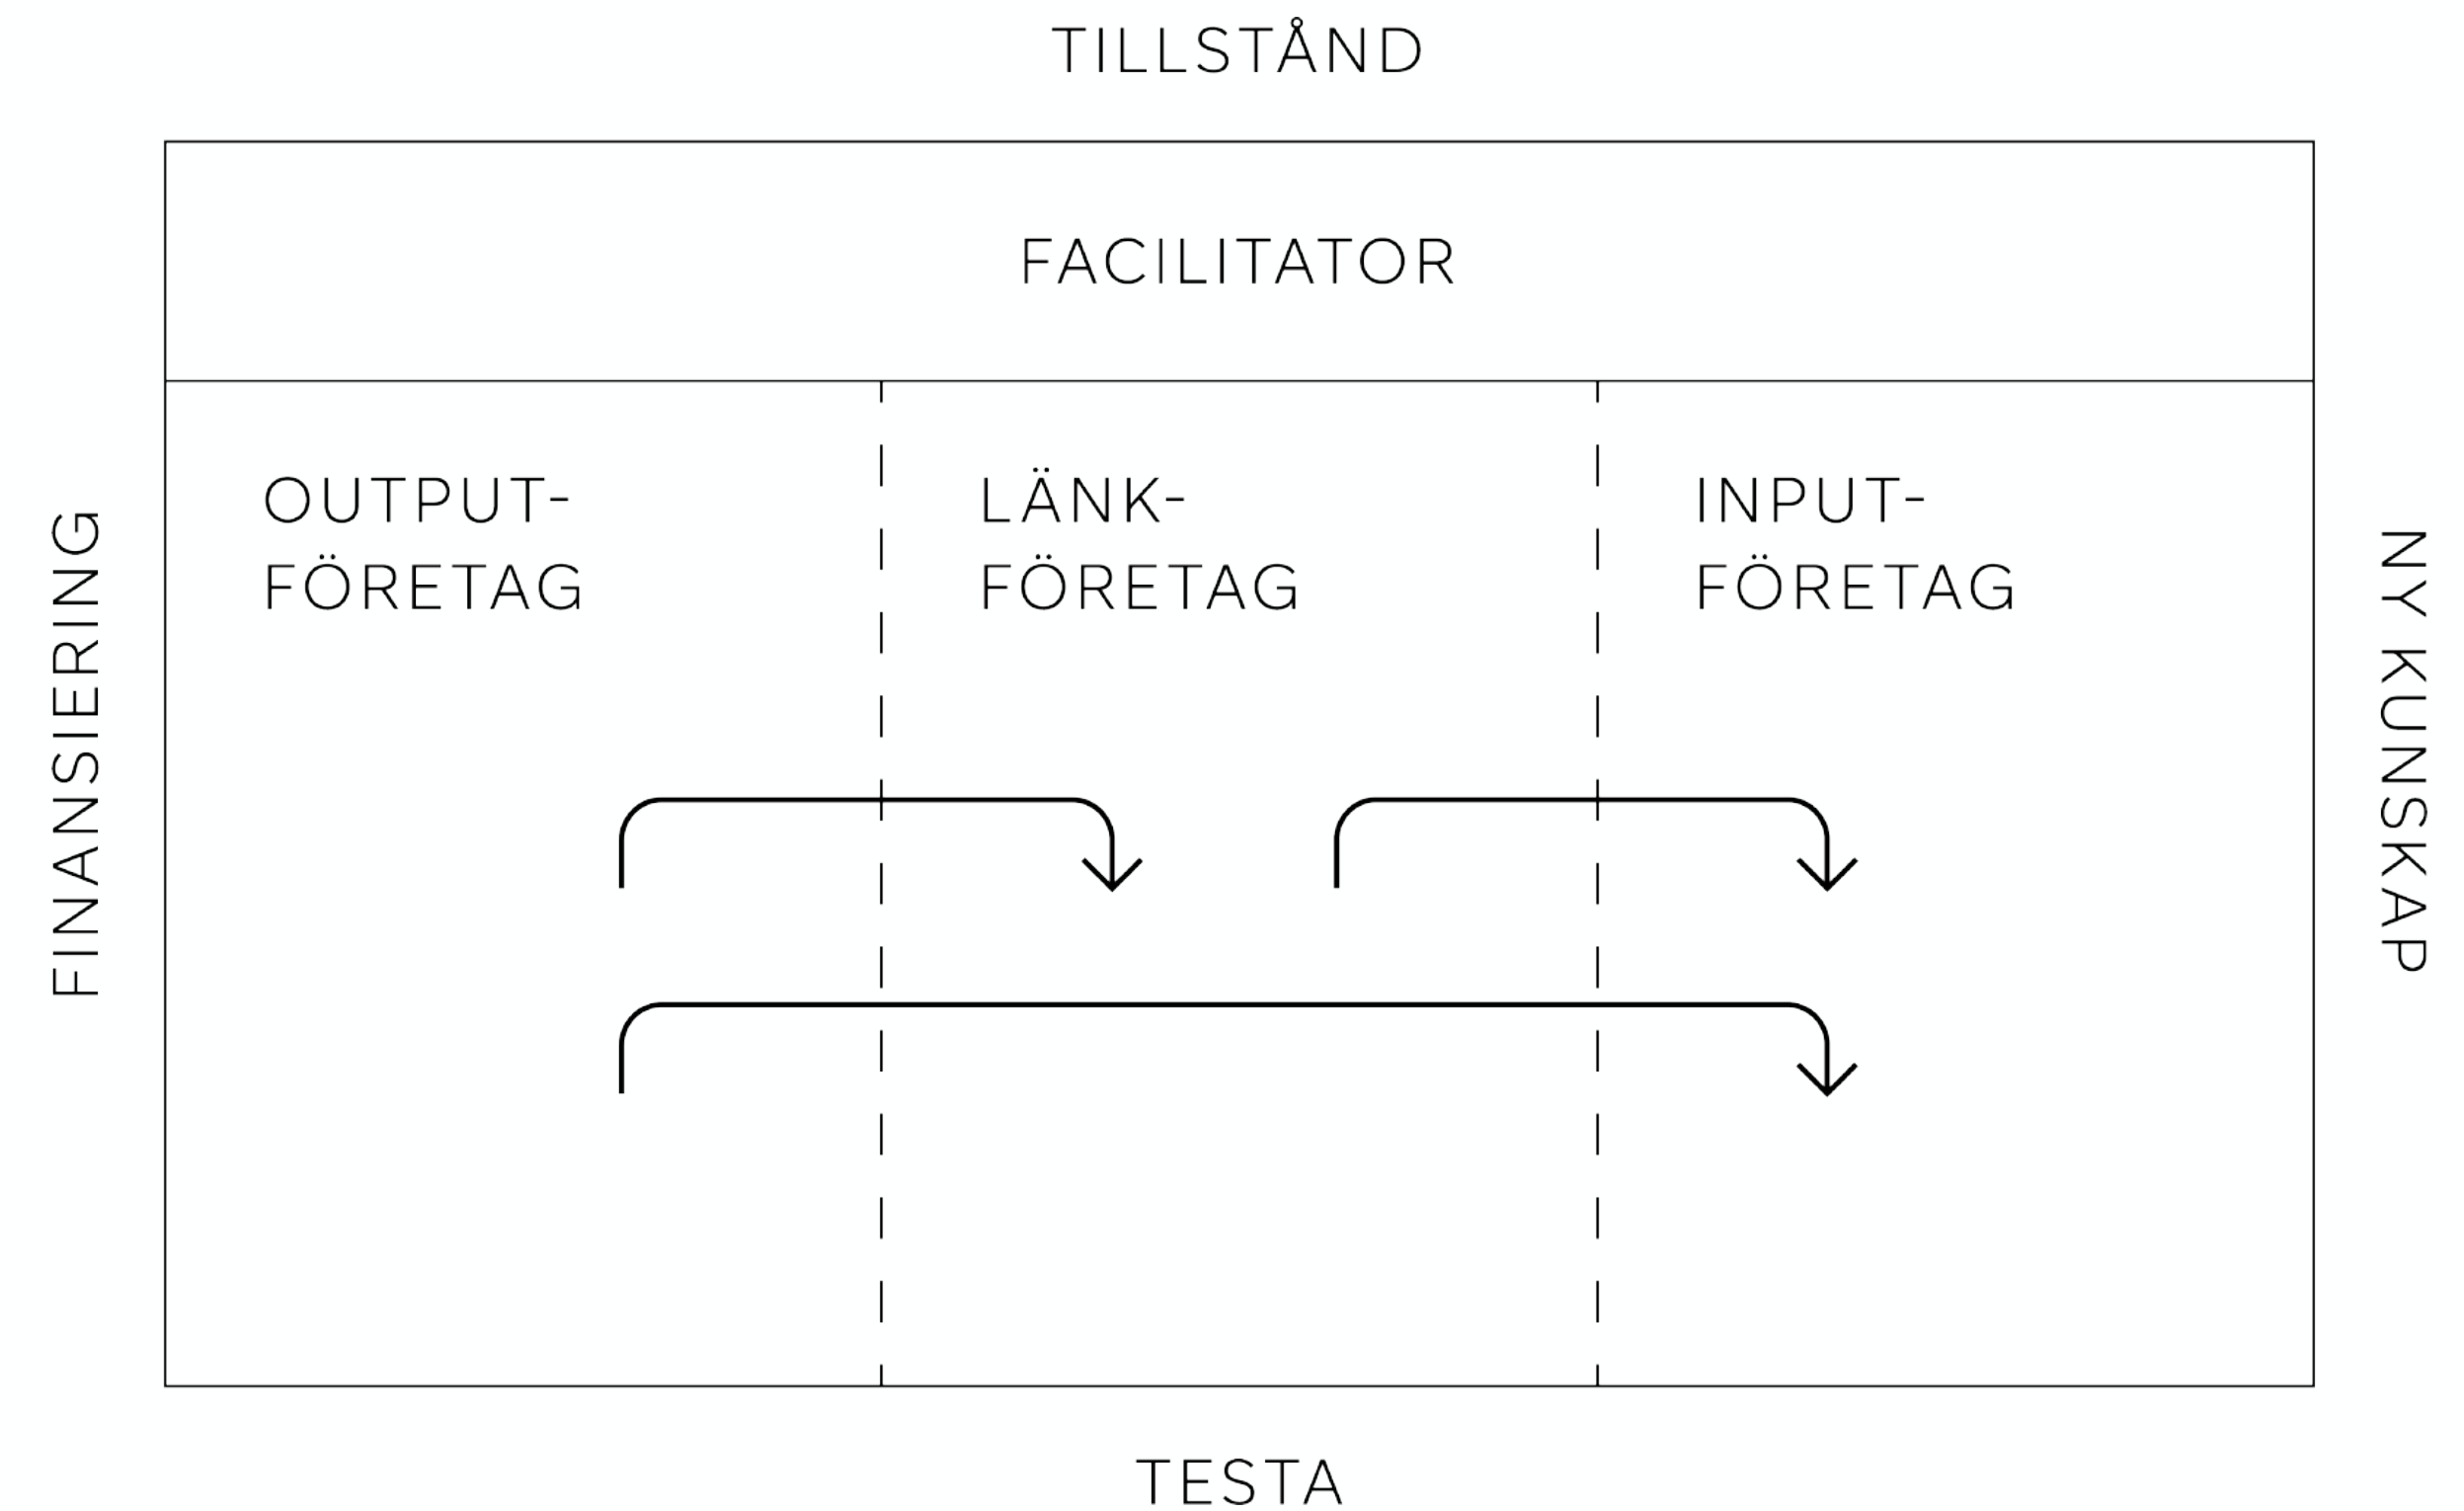 TILLSTÅND
FACILITATOR
OUTPUT-
FÖRETAG
LÄNK-
FÖRETAG
INPUT-
FÖRETAG
FINANSIERING
NY KUNSKAP
TESTA